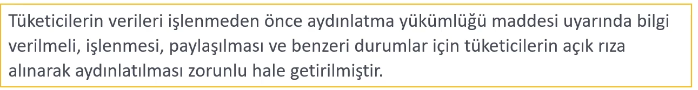 Tüketicilerin verileri işlenmeden önce aydınlatma yükümlüğü maddesi uyarında bilgi
verilmeli, işlenmesi, paylaşılması ve benzeri durumlar için tüketicilerin açık rıza
alınarak aydınlatılması zorunlu hale getirilmiştir.